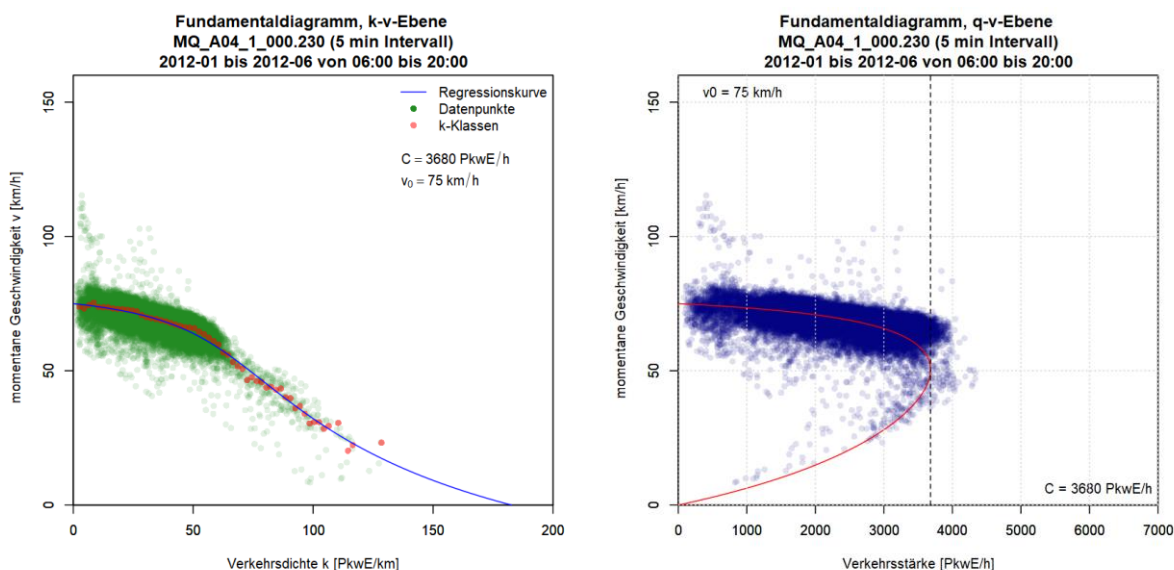 Fundamentaldiagramm, k-v-Ebene
MQ_A04_1_000.230 (5 min Intervall)
2012-01 bis 2012-06 von 06:00 bis 20:00
Regressionskurve
Datenpunkte
k-Klassen
C = 3680 PkwE/h
v0 = 75 km/h
momentane Geschwindigkeit v [km/h]
150
100
50
0
0 50 100 150 200
Verkehrsdichte k [PkwE/km]
Fundamentaldiagramm, q-v-Ebene
MQ_A04_1_000.230 (5 min Intervall)
2012-01 bis 2012-06 von 06:00 bis 20:00
v0 = 75 km/h
momentane Geschwindigkeit [km/h]
150
100
50
0
C = 3680 PkwE/h
0 1000 2000 3000 4000 5000 6000 7000
Verkehrsstärke [PkwE/h]